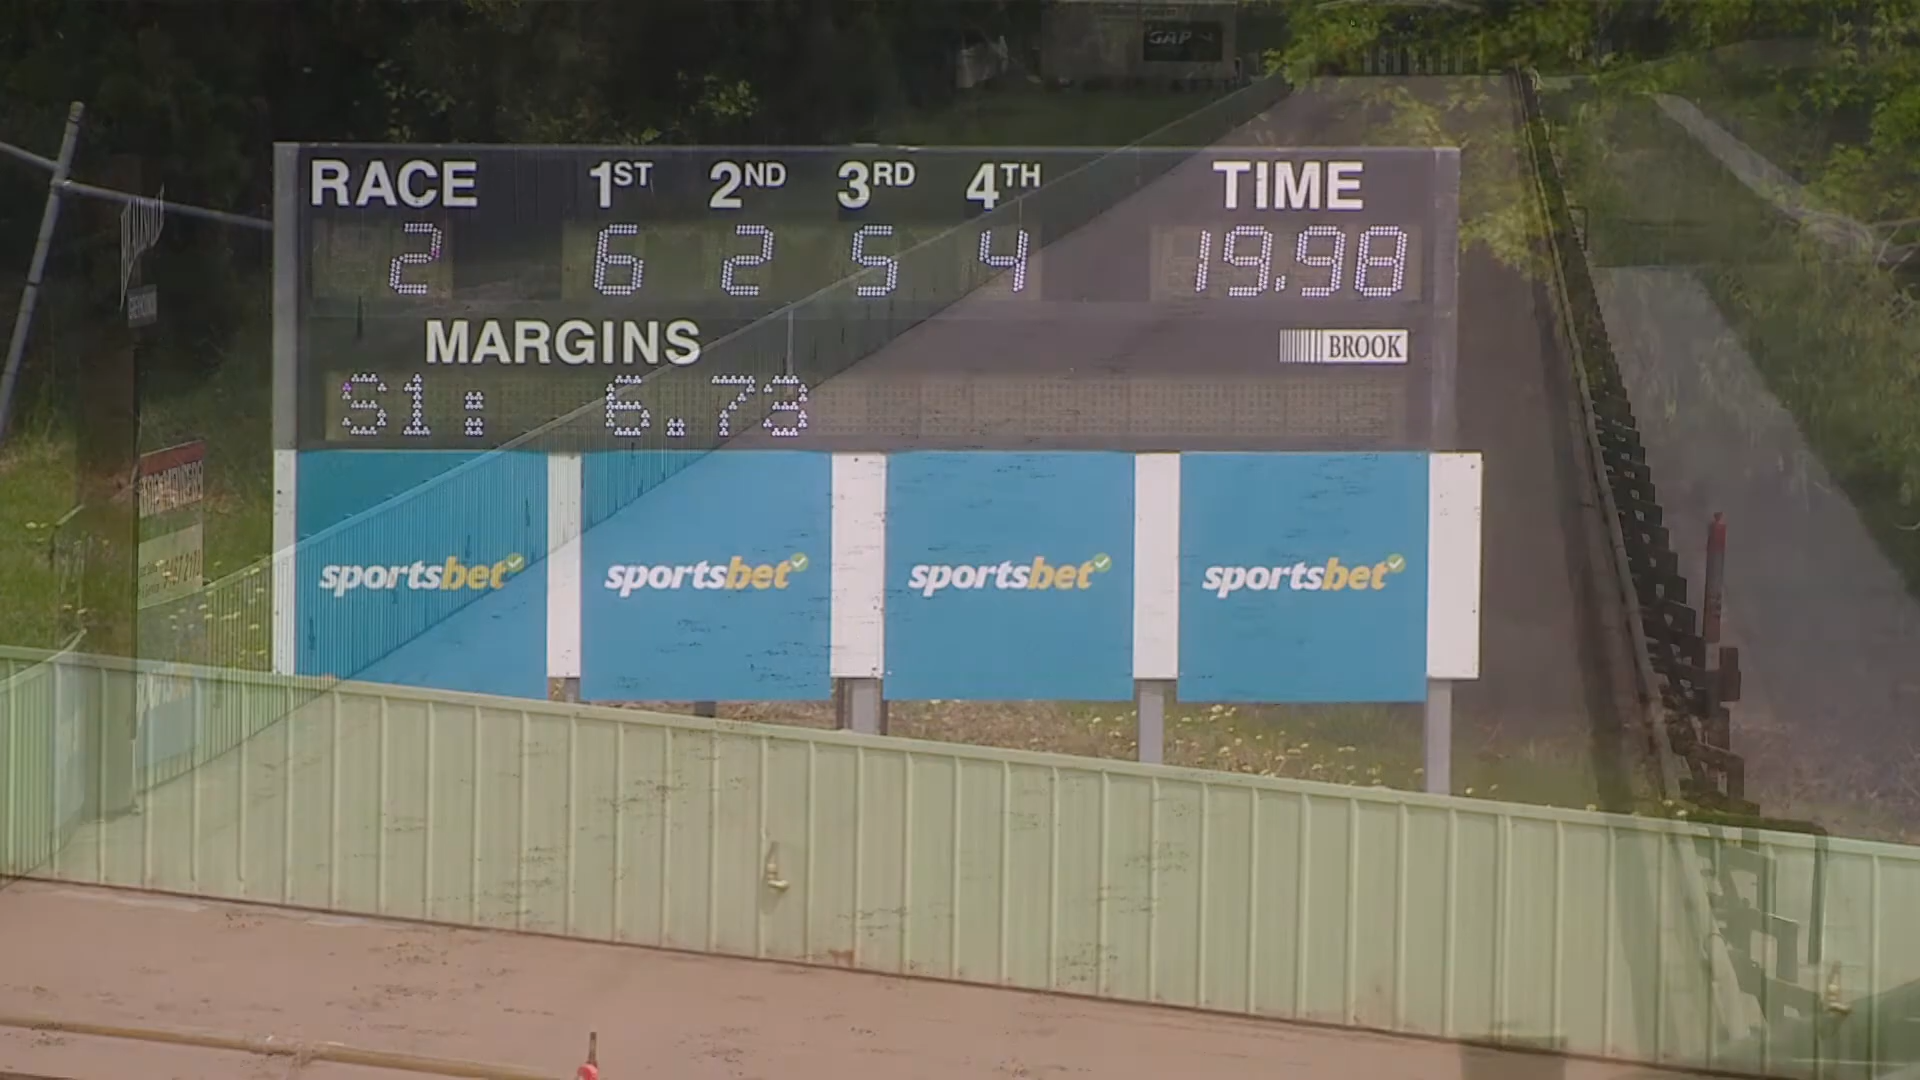 GAP
RACE 1ST 2ND 3RD 4TH TIME
2 6 2 5 4 19.98
MARGINS
BROOK
S1: 6.73
sportsbet sportsbet sportsbet sportsbet